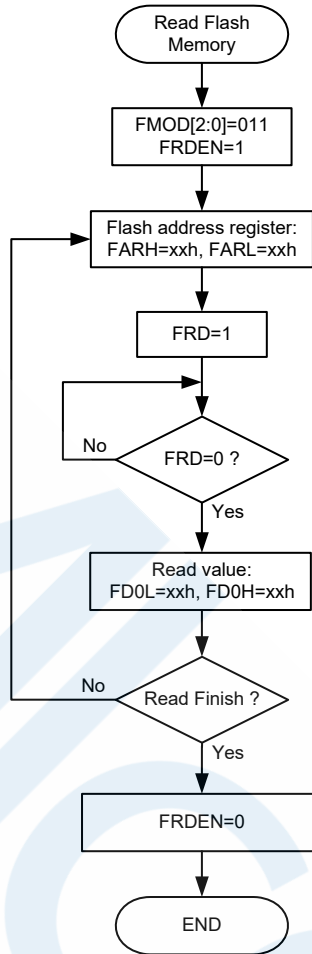 Read Flash
Memory
FMOD[2:0]=011
FRDEN=1
Flash address register:
FARH=xxh, FARL=xxh
FRD=1
No
FRD=0 ?
Yes
Read value:
FD0L=xxh, FD0H=xxh
No
Read Finish ?
Yes
FRDEN=0
END